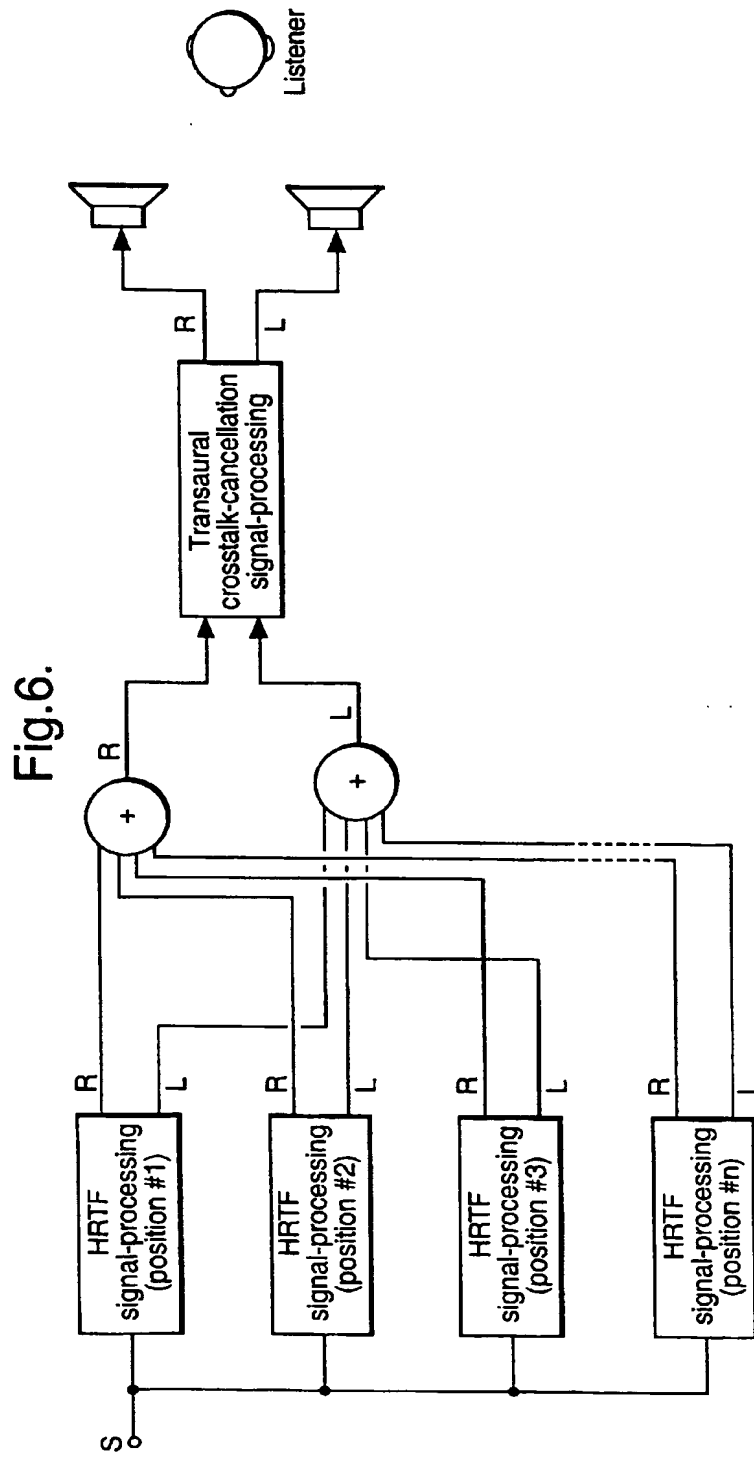 Fig.6.
S
HRTF
signal-processing
(position #1)
R
L
HRTF
signal-processing
(position #2)
R
L
HRTF
signal-processing
(position #3)
R
L
HRTF
signal-processing
(position #n)
R
L
+
R
+
L
Transaural
crosstalk-cancellation
signal-processing
R
L
Listener